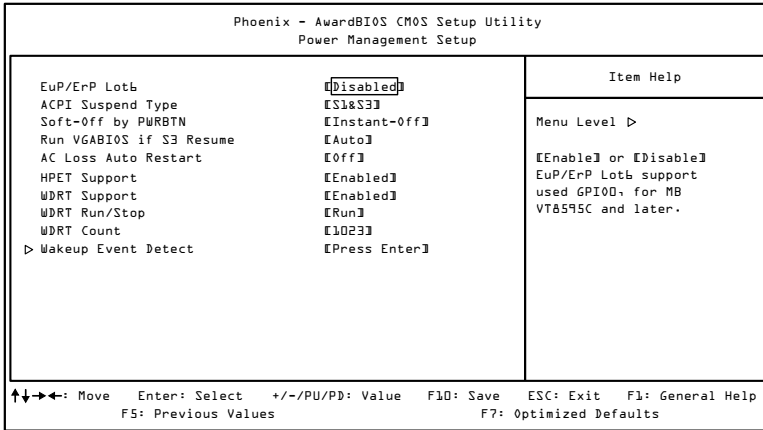 Phoenix - AwardBIOS CMOS Setup Utility
Power Management Setup
EuP/ErP Lot6 [Disabled]
ACPI Suspend Type [S1&S3]
Soft-Off by PWRBTN [Instant-Off]
Run VGABIOS if S3 Resume [Auto]
AC Loss Auto Restart [Off]
HPET Support [Enabled]
WDRT Support [Enabled]
WDRT Run/Stop [Run]
WDRT Count [1023]
▷ Wakeup Event Detect [Press Enter]
Item Help
Menu Level ▷
[Enable] or [Disable]
EuP/ErP Lot6 support
used GPIO0, for MB
VT8595C and later.
↑↓→←: Move Enter: Select +/-/PU/PD: Value F10: Save ESC: Exit F1: General Help
F5: Previous Values F7: Optimized Defaults